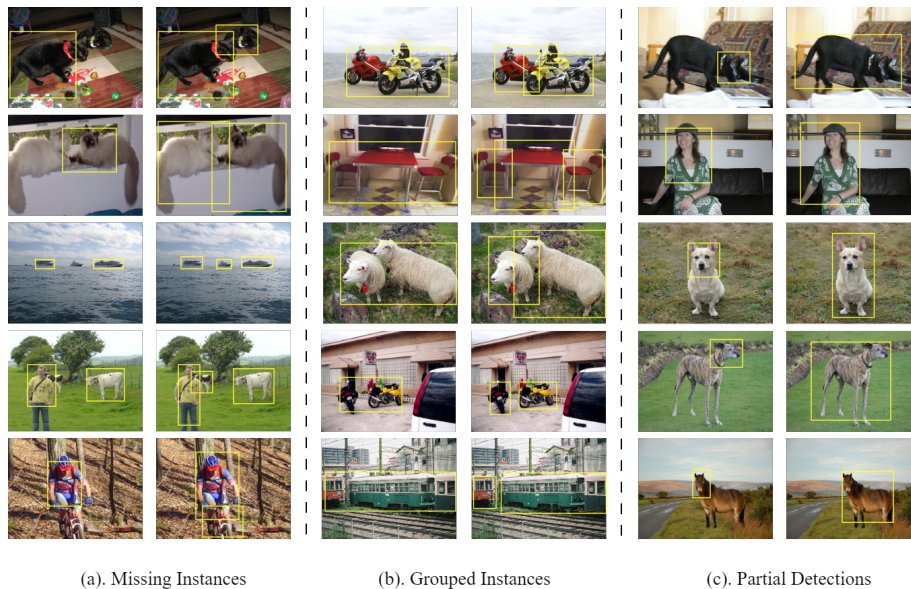 (a). Missing Instances
(b). Grouped Instances
(c). Partial Detections